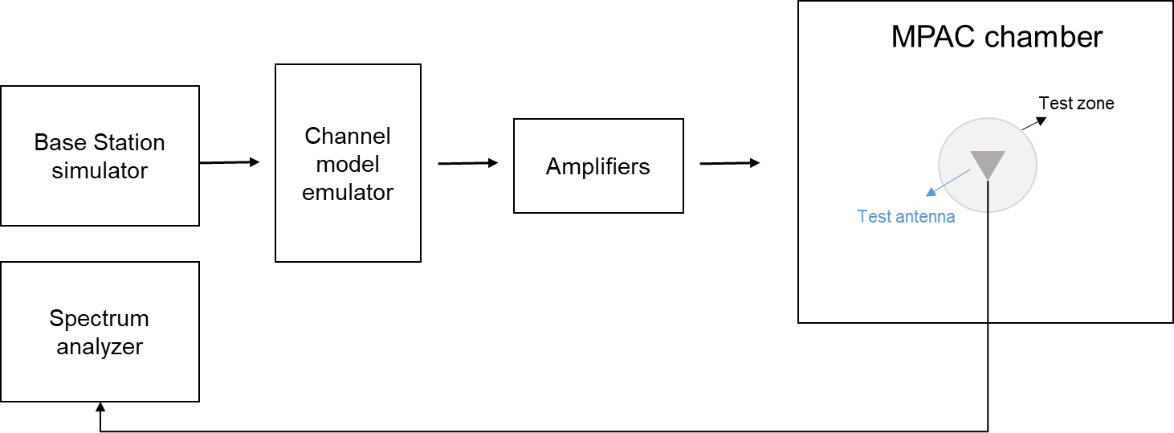 MPAC chamber
Test zone
Base Station
simulator
Channel
model
emulator
Amplifiers
Test antenna
Spectrum
analyzer